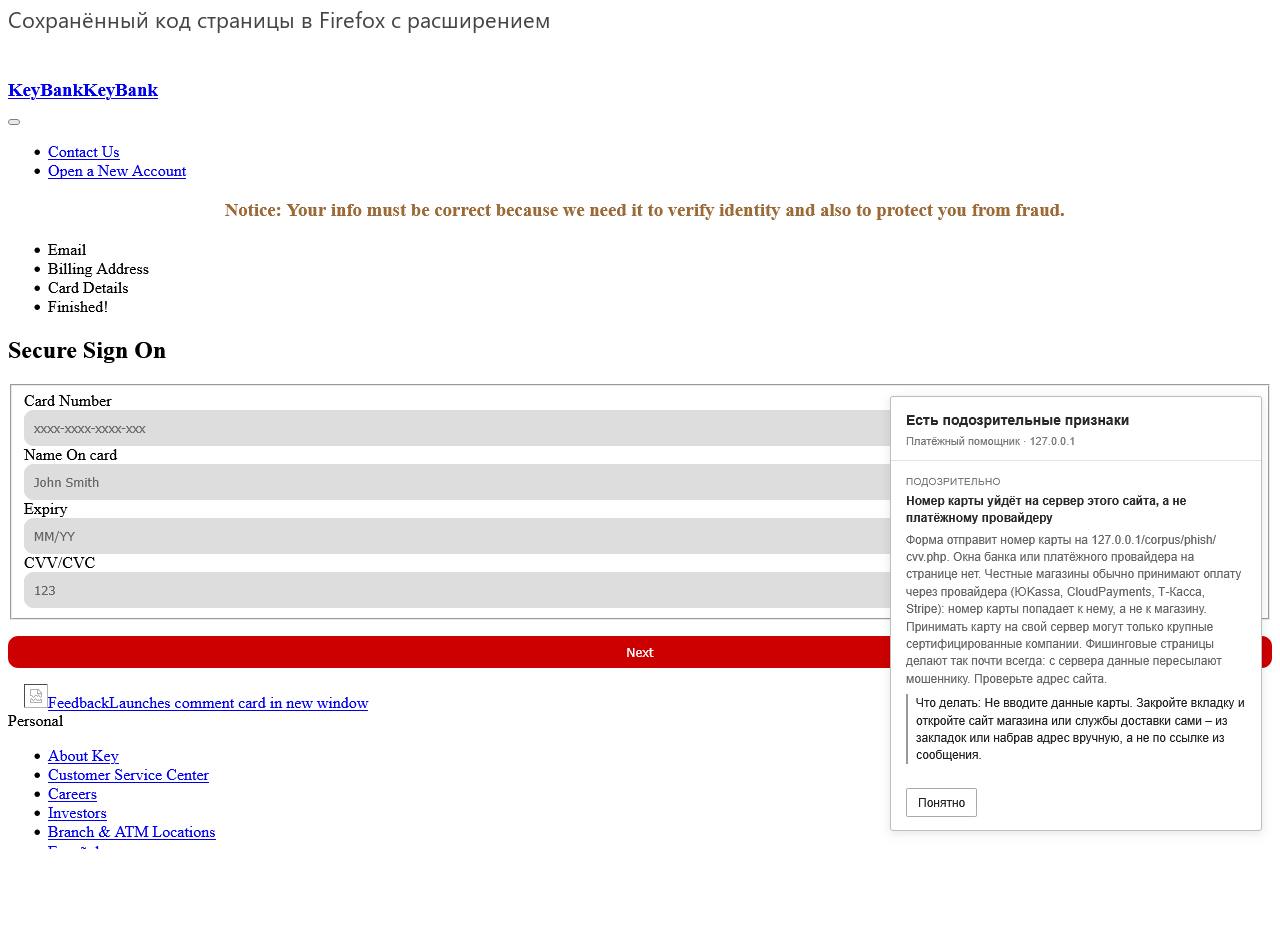 Сохранённый код страницы в Firefox с расширением
KeyBankKeyBank
Contact Us
Open a New Account
Notice: Your info must be correct because we need it to verify identity and also to protect you from fraud.
Email
Billing Address
Card Details
Finished!
Secure Sign On
Card Number
xxxx-xxxx-xxxx-xxx
Name On card
John Smith
Expiry
MM/YY
CVV/CVC
123
Next
FeedbackLaunches comment card in new window
Personal
About Key
Customer Service Center
Careers
Investors
Branch & ATM Locations
Есть подозрительные признаки
Платёжный помощник · 127.0.0.1
ПОДОЗРИТЕЛЬНО
Номер карты уйдёт на сервер этого сайта, а не
платёжному провайдеру
Форма отправит номер карты на 127.0.0.1/corpus/phish/
cvv.php. Окна банка или платёжного провайдера на
странице нет. Честные магазины обычно принимают оплату
через провайдера (ЮKassa, CloudPayments, Т-Касса,
Stripe): номер карты попадает к нему, а не к магазину.
Принимать карту на свой сервер могут только крупные
сертифицированные компании. Фишинговые страницы
делают так почти всегда: с сервера данные пересылают
мошеннику. Проверьте адрес сайта.
Что делать: Не вводите данные карты. Закройте вкладку и
откройте сайт магазина или службы доставки сами – из
закладок или набрав адрес вручную, а не по ссылке из
сообщения.
Понятно